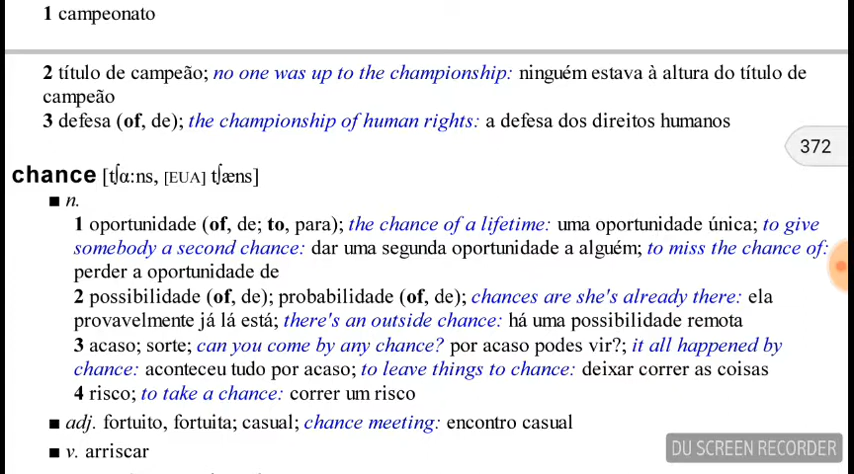 1 campeonato
2 título de campeão; no one was up to the championship: ninguém estava à altura do título de
campeão
3 defesa (of, de); the championship of human rights: a defesa dos direitos humanos
372
chance [tʃɑːns, [EUA] tʃæns]
■ n.
1 oportunidade (of, de; to, para); the chance of a lifetime: uma oportunidade única; to give
somebody a second chance: dar uma segunda oportunidade a alguém; to miss the chance of:
perder a oportunidade de
2 possibilidade (of, de); probabilidade (of, de); chances are she's already there: ela
provavelmente já lá está; there's an outside chance: há uma possibilidade remota
3 acaso; sorte; can you come by any chance? por acaso podes vir?; it all happened by
chance: aconteceu tudo por acaso; to leave things to chance: deixar correr as coisas
4 risco; to take a chance: correr um risco
■ adj. fortuito, fortuita; casual; chance meeting: encontro casual
■ v. arriscar
DU SCREEN RECORDER